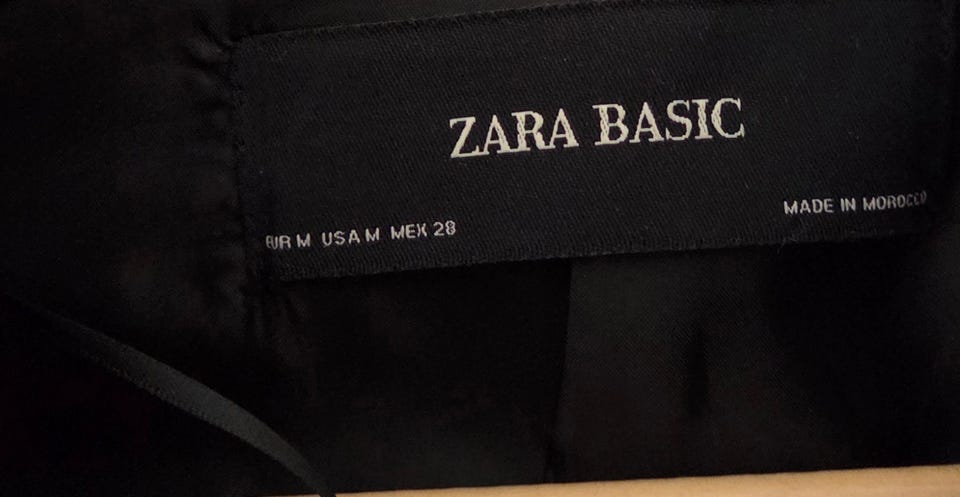 ZARA BASIC
MADE IN MOROCCO
EUR M USA M MEX 28